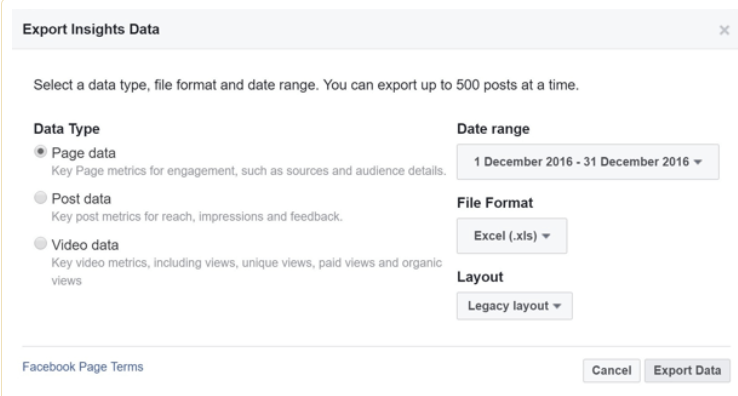 Export Insights Data
Select a data type, file format and date range. You can export up to 500 posts at a time.
Data Type
Page data
Key Page metrics for engagement, such as sources and audience details.
Post data
Key post metrics for reach, impressions and feedback.
Video data
Key video metrics, including views, unique views, paid views and organic
views
Date range
1 December 2016 - 31 December 2016
File Format
Excel (.xls)
Layout
Legacy layout
Facebook Page Terms
Cancel
Export Data